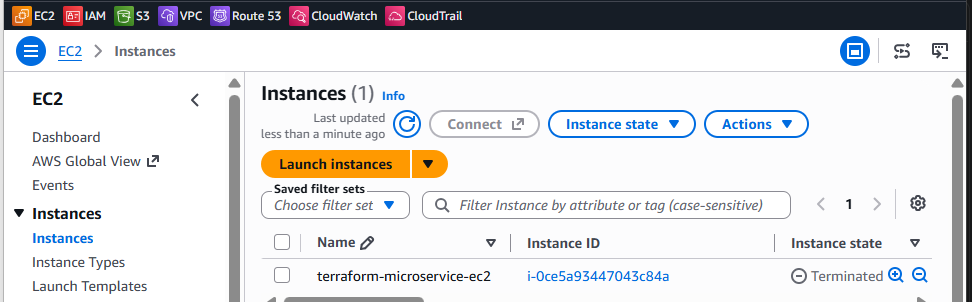 EC2 IAM S3 VPC Route 53 CloudWatch CloudTrail
EC2 > Instances
EC2
Dashboard
AWS Global View
Events
Instances
Instances
Instance Types
Launch Templates
Instances (1) Info
Last updated
less than a minute ago
Connect
Instance state
Actions
Launch instances
Saved filter sets
Choose filter set
Filter Instance by attribute or tag (case-sensitive)
1
Name Instance ID Instance state
terraform-microservice-ec2 i-0ce5a93447043c84a Terminated